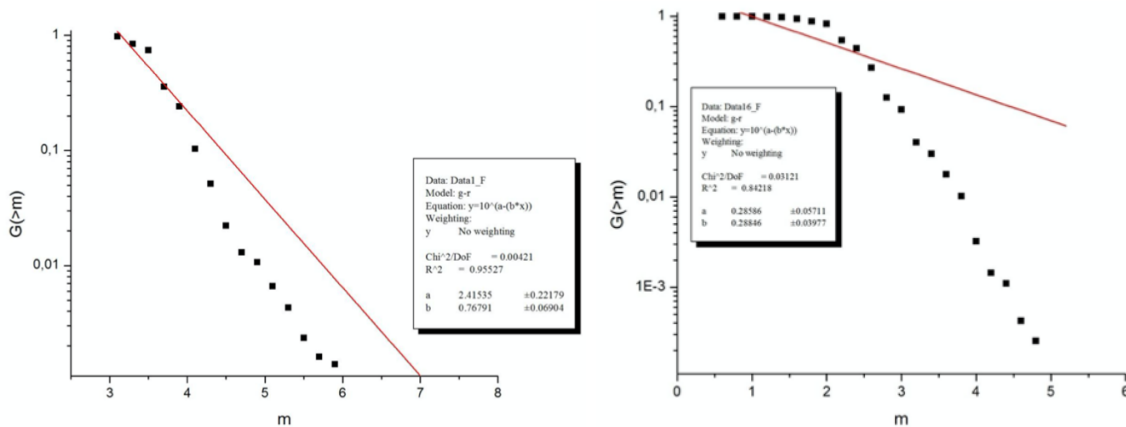 1
0,1
0,01
G(>m)
3 4 5 6 7 8
m
Data: Data1_F
Model: g-r
Equation: y=10^(a-(b*x))
Weighting:
y No weighting
Chi^2/DoF = 0.00421
R^2 = 0.95527
a 2.41535 ±0.22179
b 0.76791 ±0.06904
1
0,1
0,01
1E-3
G(>m)
0 1 2 3 4 5 6
m
Data: Data16_F
Model: g-r
Equation: y=10^(a-(b*x))
Weighting:
y No weighting
Chi^2/DoF = 0.03121
R^2 = 0.84218
a 0.28586 ±0.05711
b 0.28846 ±0.03977